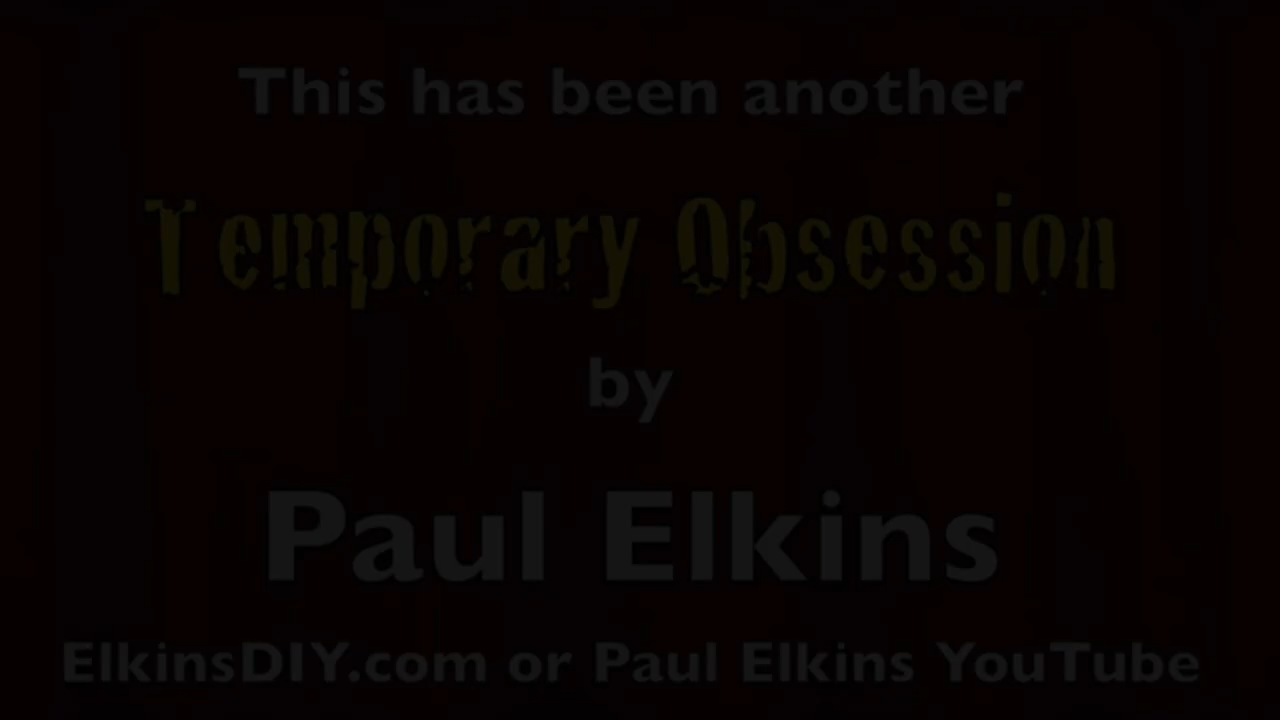 This has been another
Temporary Obsession
by
Paul Elkins
ElkinsDIY.com or Paul Elkins YouTube